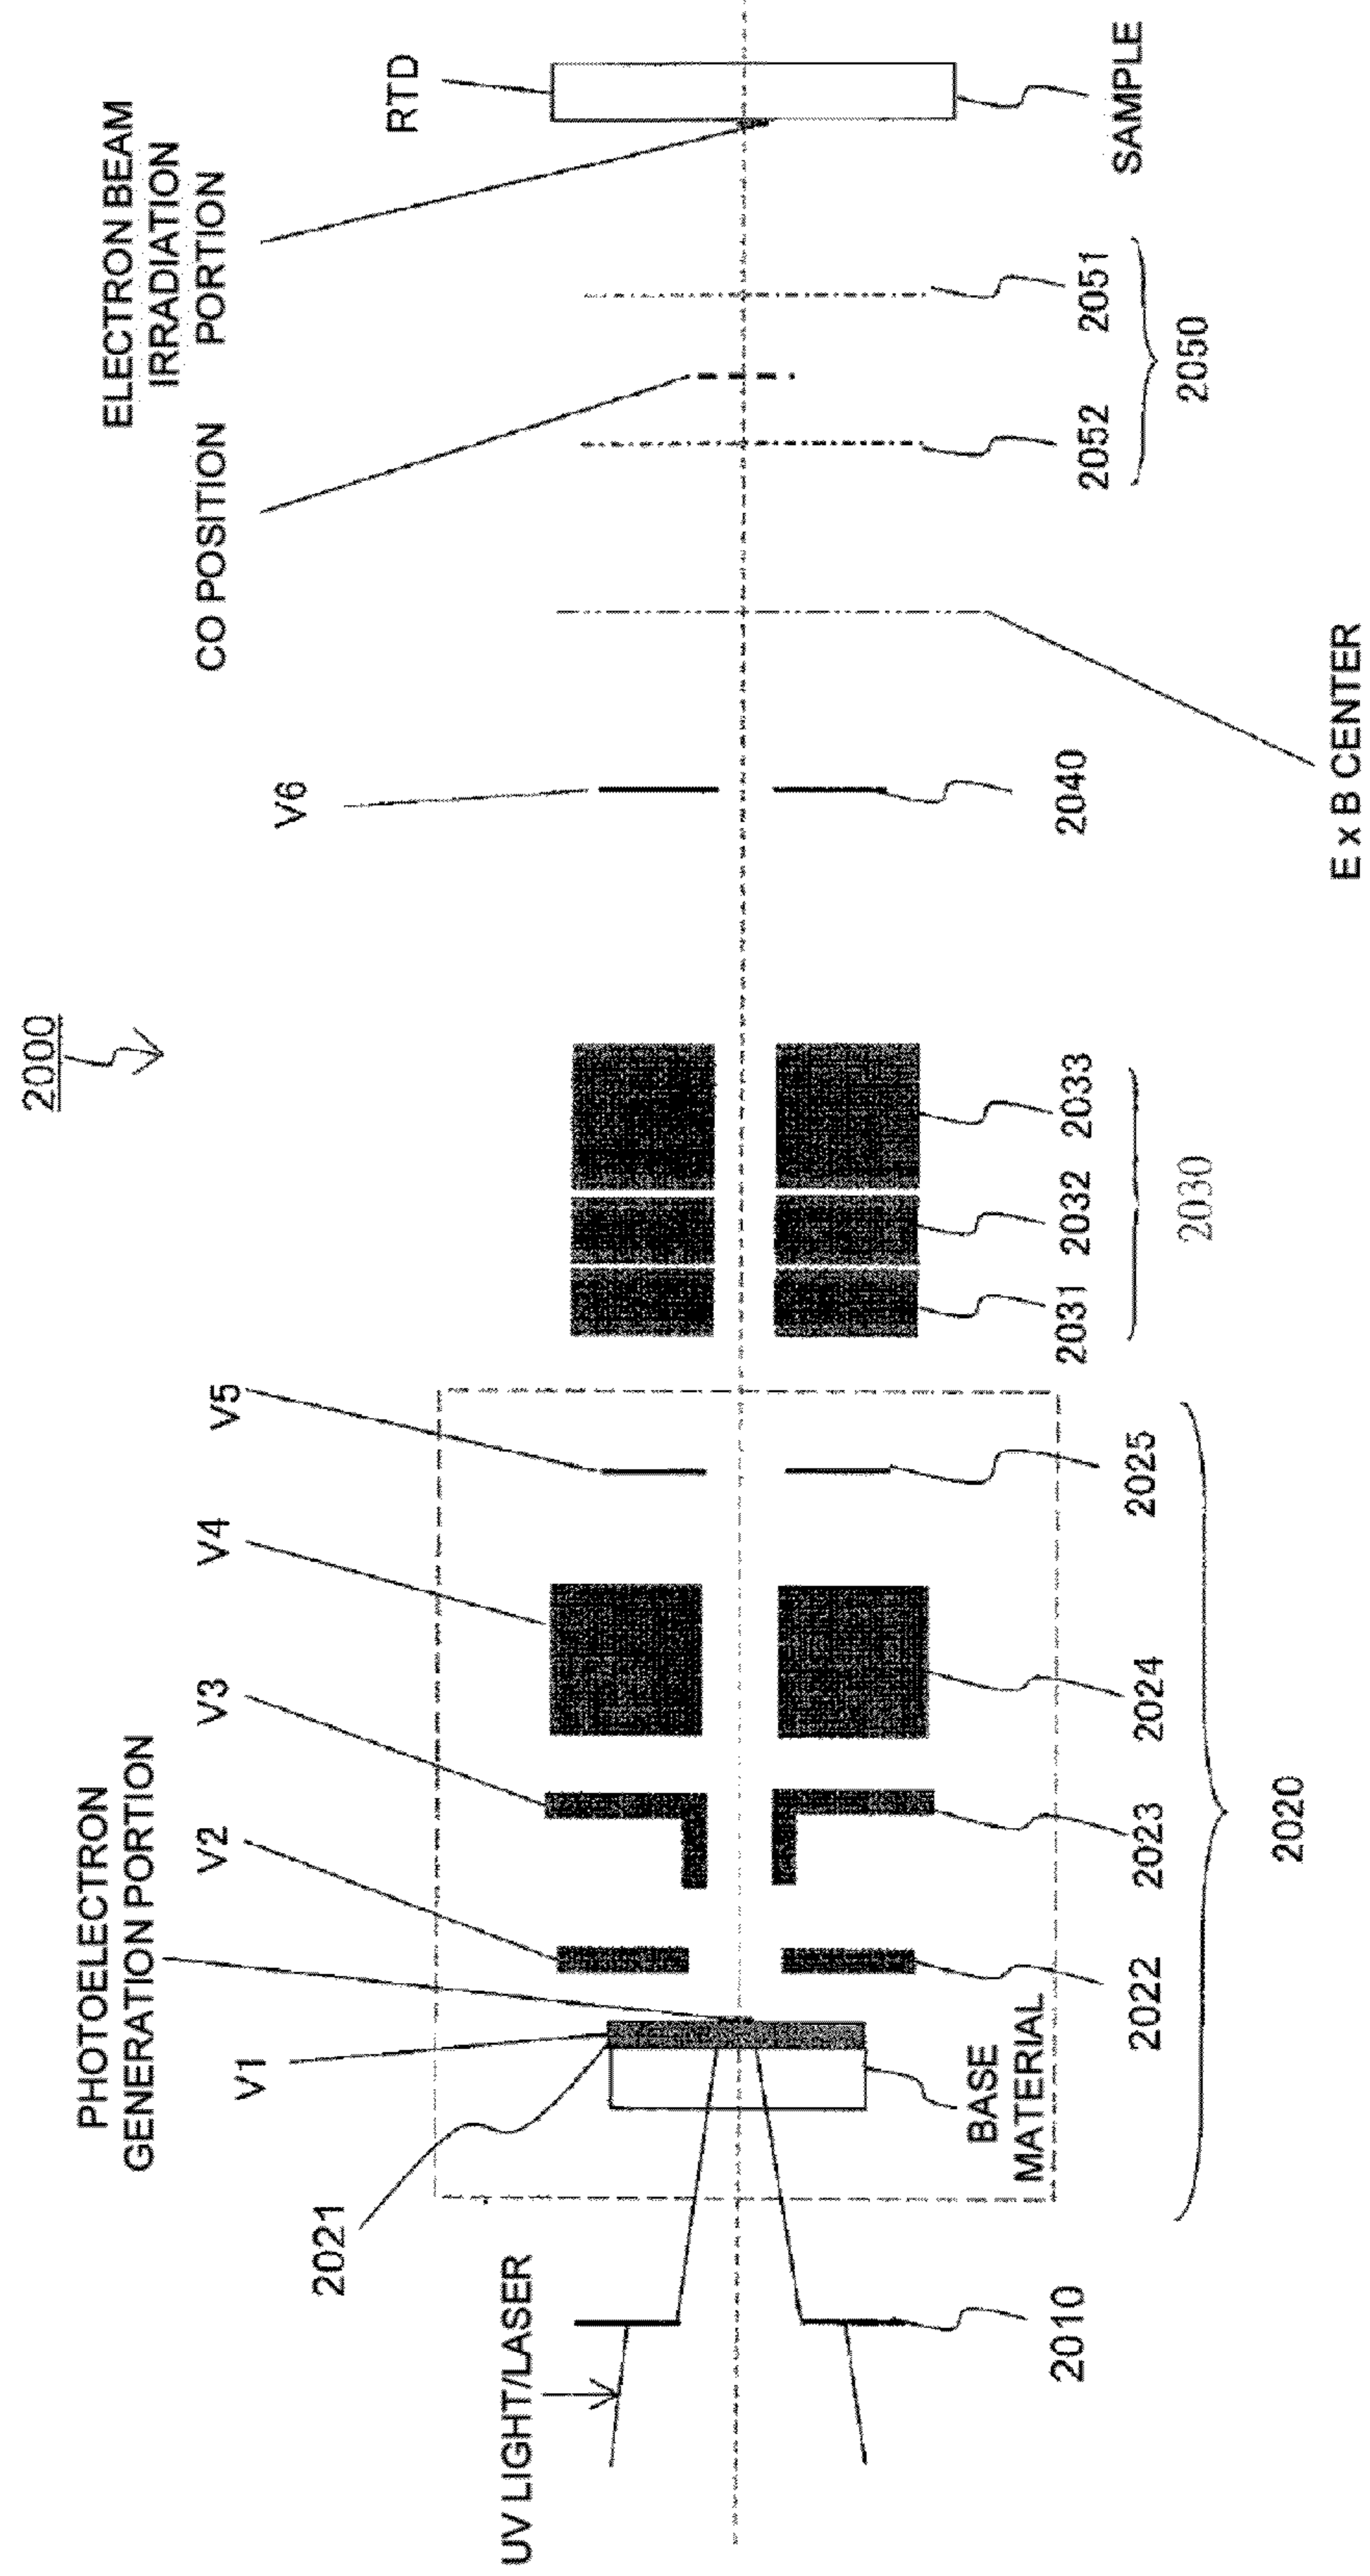 2000
ELECTRON BEAM
IRRADIATION
PORTION
RTD
SAMPLE
CO POSITION
2051
2052
2050
E x B CENTER
V6
2040
2033
2032
2031
2030
V5
V4
V3
V2
V1
PHOTOELECTRON
GENERATION PORTION
2025
2024
2023
2022
2020
BASE
MATERIAL
2021
UV LIGHT/LASER
2010